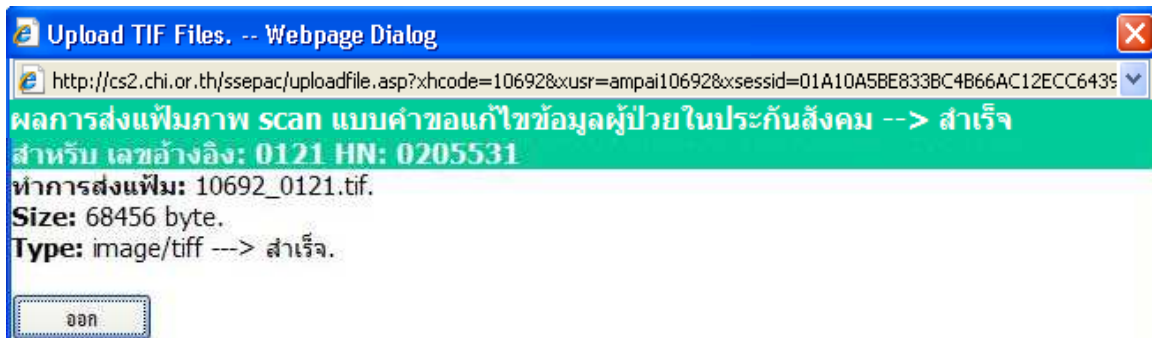 Upload TIF Files. -- Webpage Dialog
http://cs2.chi.or.th/ssepac/uploadfile.asp?xhcode=10692&xusr=ampai10692&xsessid=01A10A5BE833BC4B66AC12ECC6439
ผลการส่งแฟ้มภาพ scan แบบคำขอแก้ไขข้อมูลผู้ป่วยในประกันสังคม --> สำเร็จ
สำหรับ เลขอ้างอิง: 0121 HN: 0205531
ทำการส่งแฟ้ม: 10692_0121.tif.
Size: 68456 byte.
Type: image/tiff ---> สำเร็จ.
ออก